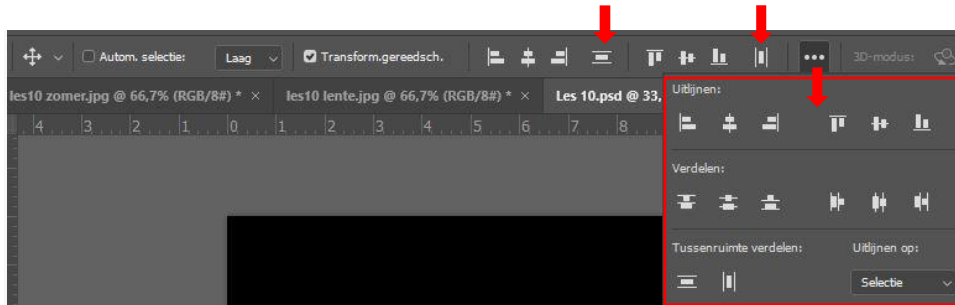 Autom. selectie: Laag Transform.gereedsch. 3D-modus:
les10 zomer.jpg @ 66,7% (RGB/8#) * × les10 lente.jpg @ 66,7% (RGB/8#) * × Les 10.psd @ 33,
4 3 2 1 0 1 2 3 4 5 6 7 8
Uitlijnen:
Verdelen:
Tussenruimte verdelen: Uitlijnen op:
Selectie